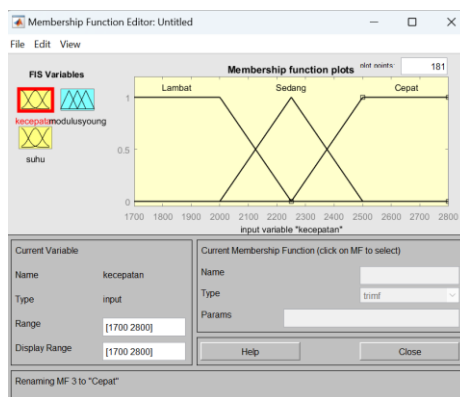 Membership Function Editor: Untitled
File Edit View
FIS Variables
kecepatan
modulusyoung
suhu
Membership function plots
plot points:
181
Lambat
Sedang
Cepat
1
0.5
0
1700 1800 1900 2000 2100 2200 2300 2400 2500 2600 2700 2800
input variable "kecepatan"
Current Variable
Name kecepatan
Type input
Range [1700 2800]
Display Range [1700 2800]
Current Membership Function (click on MF to select)
Name
Type trimf
Params
Help
Close
Renaming MF 3 to "Cepat"